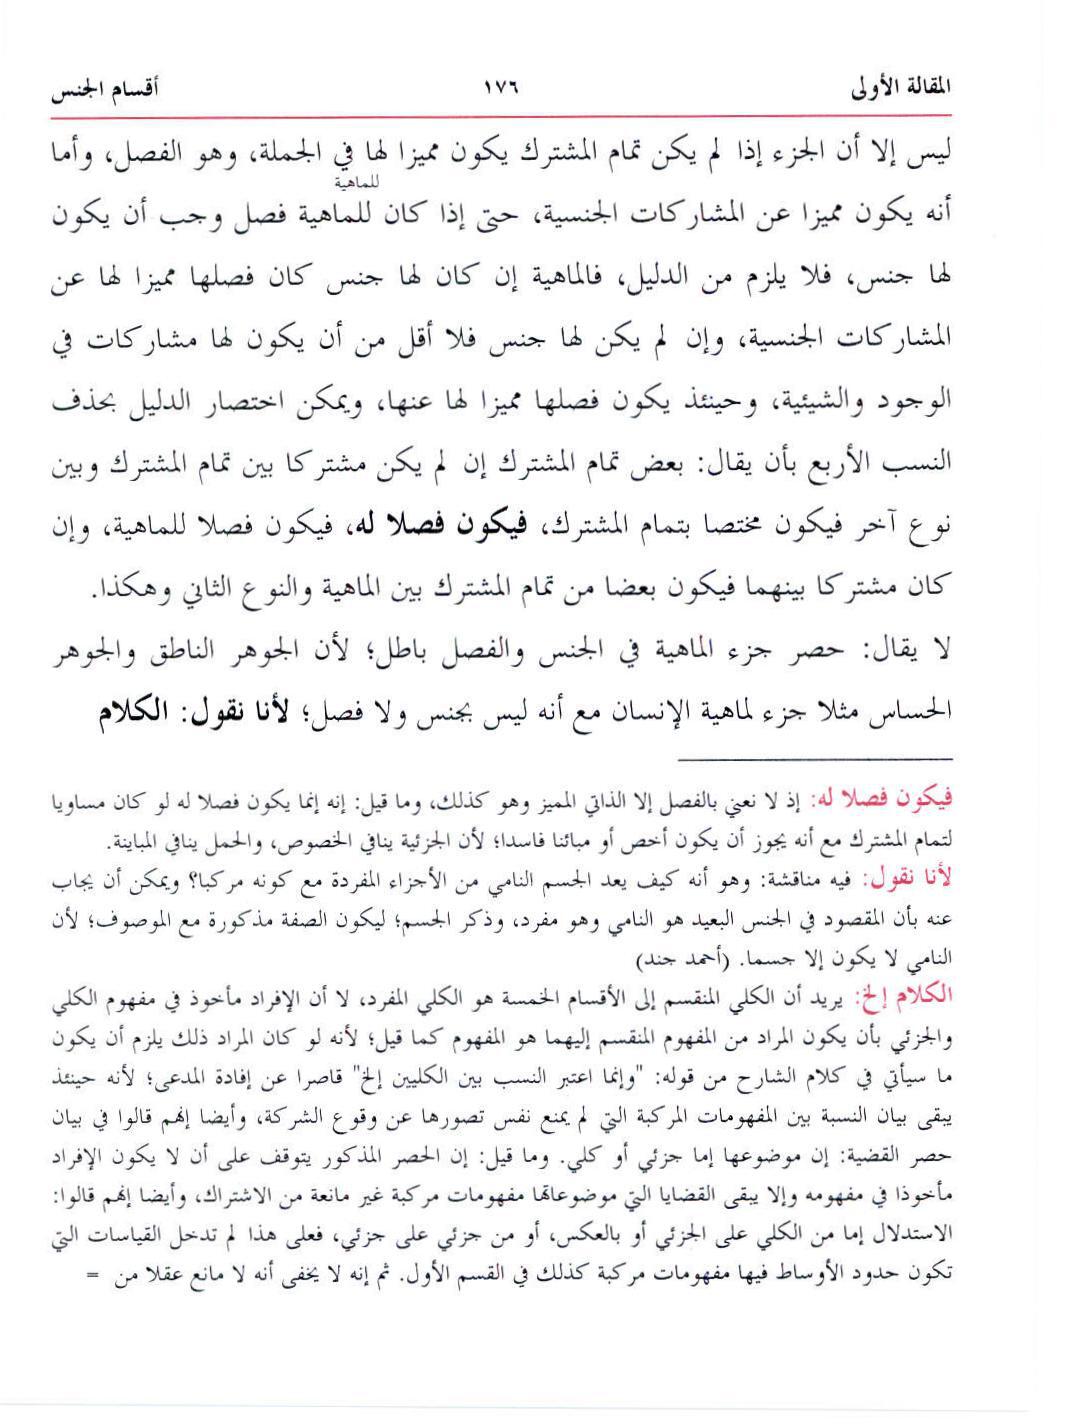 المقالة الأولى ١٧٦ أقسام الجنس
ليس إلا أن الجزء إذا لم يكن تمام المشترك يكون مميزا لها في الجملة، وهو الفصل، وأما
للماهية
أنه يكون مميزا عن المشاركات الجنسية، حتى إذا كان للماهية فصل وجب أن يكون
لها جنس، فلا يلزم من الدليل، فالماهية إن كان لها جنس كان فصلها مميزا لها عن
المشاركات الجنسية، وإن لم يكن لها جنس فلا أقل من أن يكون لها مشاركات في
الوجود والشيئية، وحينئذ يكون فصلها مميزا لها عنها، ويمكن اختصار الدليل بحذف
النسب الأربع بأن يقال: بعض تمام المشترك إن لم يكن مشتركا بين تمام المشترك وبين
نوع آخر فيكون مختصا بتمام المشترك، فيكون فصلا له، فيكون فصلا للماهية، وإن
كان مشتركا بينهما فيكون بعضا من تمام المشترك بين الماهية والنوع الثاني وهكذا.
لا يقال: حصر جزء الماهية في الجنس والفصل باطل؛ لأن الجوهر الناطق والجوهر
الحساس مثلا جزء لماهية الإنسان مع أنه ليس بجنس ولا فصل؛ لأنا نقول: الكلام
فيكون فصلا له: إذ لا نعني بالفصل إلا الذاتي المميز وهو كذلك، وما قيل: إنه إنما يكون فصلا له لو كان مساويا
لتمام المشترك مع أنه يجوز أن يكون أخص أو مبائنا فاسدا؛ لأن الجزئية ينافي الخصوص، والحمل ينافي المباينة.
لأنا نقول: فيه مناقشة: وهو أنه كيف يعد الجسم النامي من الأجزاء المفردة مع كونه مركبا؟ ويمكن أن يجاب
عنه بأن المقصود في الجنس البعيد هو النامي وهو مفرد، وذكر الجسم؛ ليكون الصفة مذكورة مع الموصوف؛ لأن
النامي لا يكون إلا جسما. (أحمد جند)
الكلام إلخ: يريد أن الكلي المنقسم إلى الأقسام الخمسة هو الكلي المفرد، لا أن الإفراد مأخوذ في مفهوم الكلي
والجزئي بأن يكون المراد من المفهوم المنقسم إليهما هو المفهوم كما قيل؛ لأنه لو كان المراد ذلك يلزم أن يكون
ما سيأتي في كلام الشارح من قوله: "وإنما اعتبر النسب بين الكليين إلخ" قاصرا عن إفادة المدعى؛ لأنه حينئذ
يبقى بيان النسبة بين المفهومات المركبة التي لم يمنع نفس تصورها عن وقوع الشركة، وأيضا إنهم قالوا في بيان
حصر القضية: إن موضوعها إما جزئي أو كلي. وما قيل: إن الحصر المذكور يتوقف على أن لا يكون الإفراد
مأخوذا في مفهومه وإلا يبقى القضايا التي موضوعاتها مفهومات مركبة غير مانعة من الاشتراك، وأيضا إنهم قالوا:
الاستدلال إما من الكلي على الجزئي أو بالعكس، أو من جزئي على جزئي، فعلى هذا لم تدخل القياسات التي
تكون حدود الأوساط فيها مفهومات مركبة كذلك في القسم الأول. ثم إنه لا يخفى أنه لا مانع عقلا من =